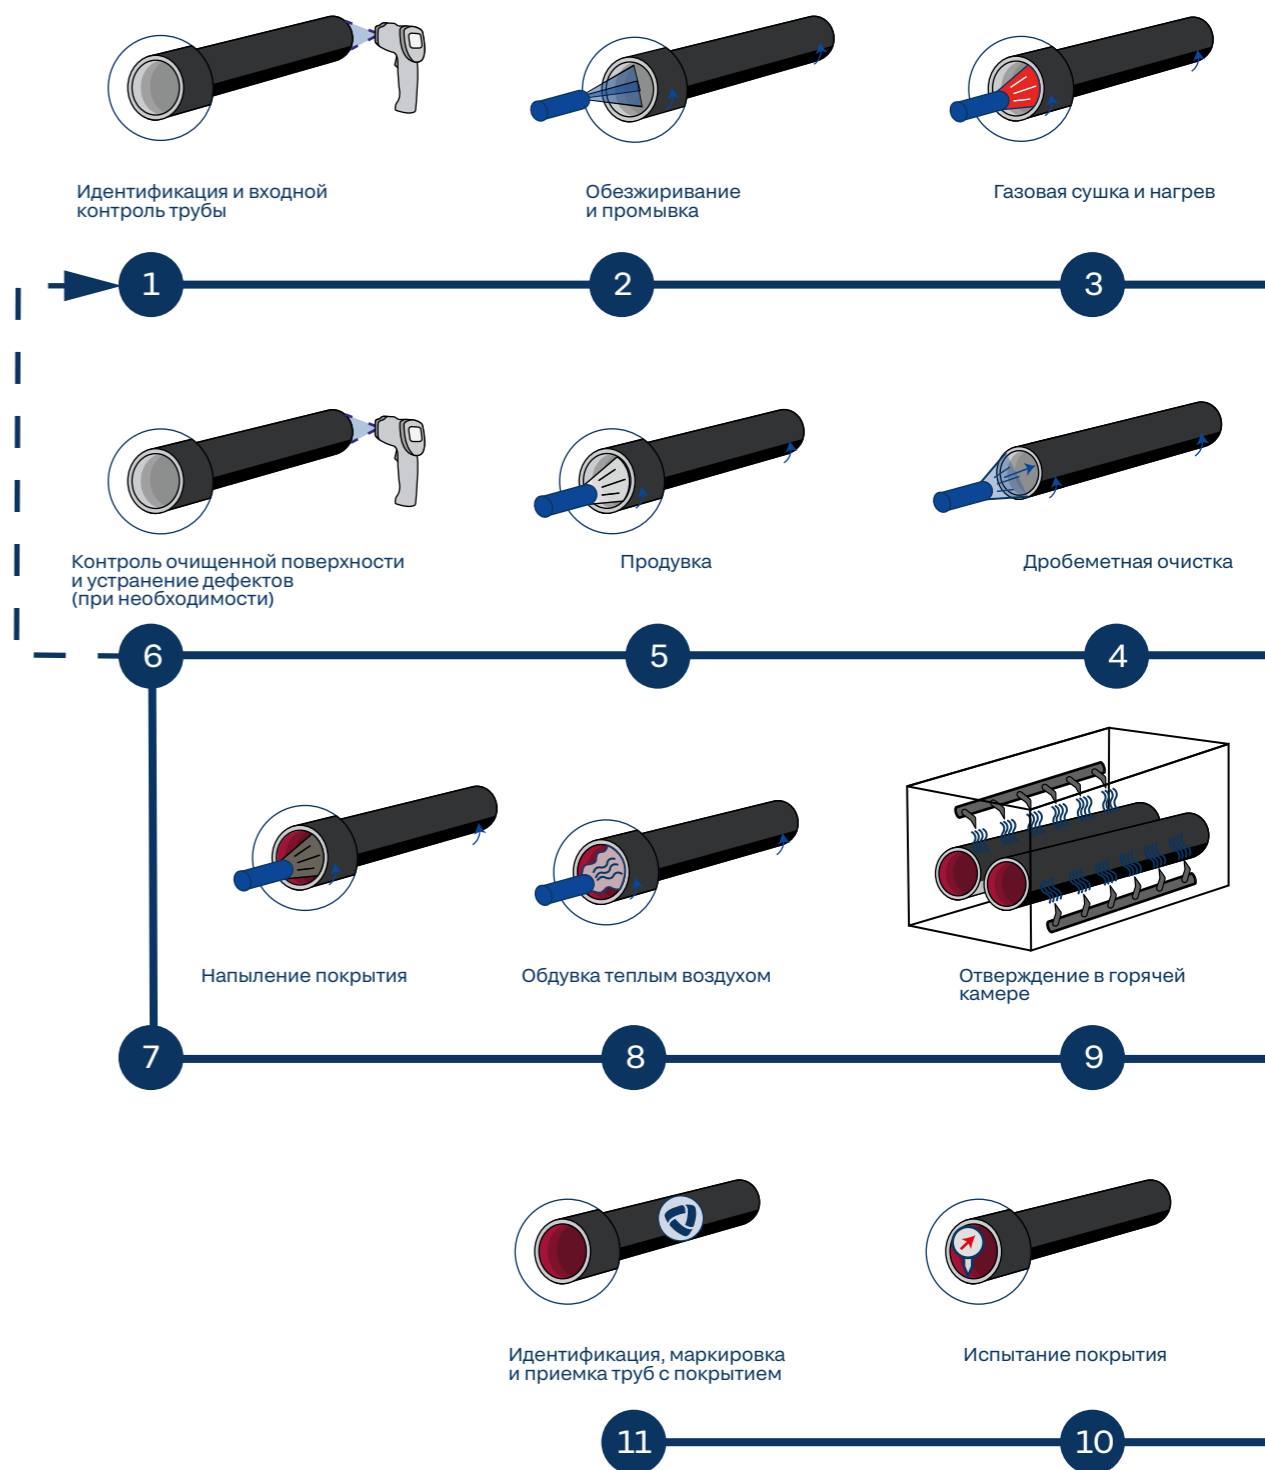 Идентификация и входной
контроль трубы
Обезжиривание
и промывка
Газовая сушка и нагрев
1
2
3
Контроль очищенной поверхности
и устранение дефектов
(при необходимости)
Продувка
Дробеметная очистка
6
5
4
Напыление покрытия
Обдувка теплым воздухом
Отверждение в горячей
камере
7
8
9
Идентификация, маркировка
и приемка труб с покрытием
Испытание покрытия
11
10